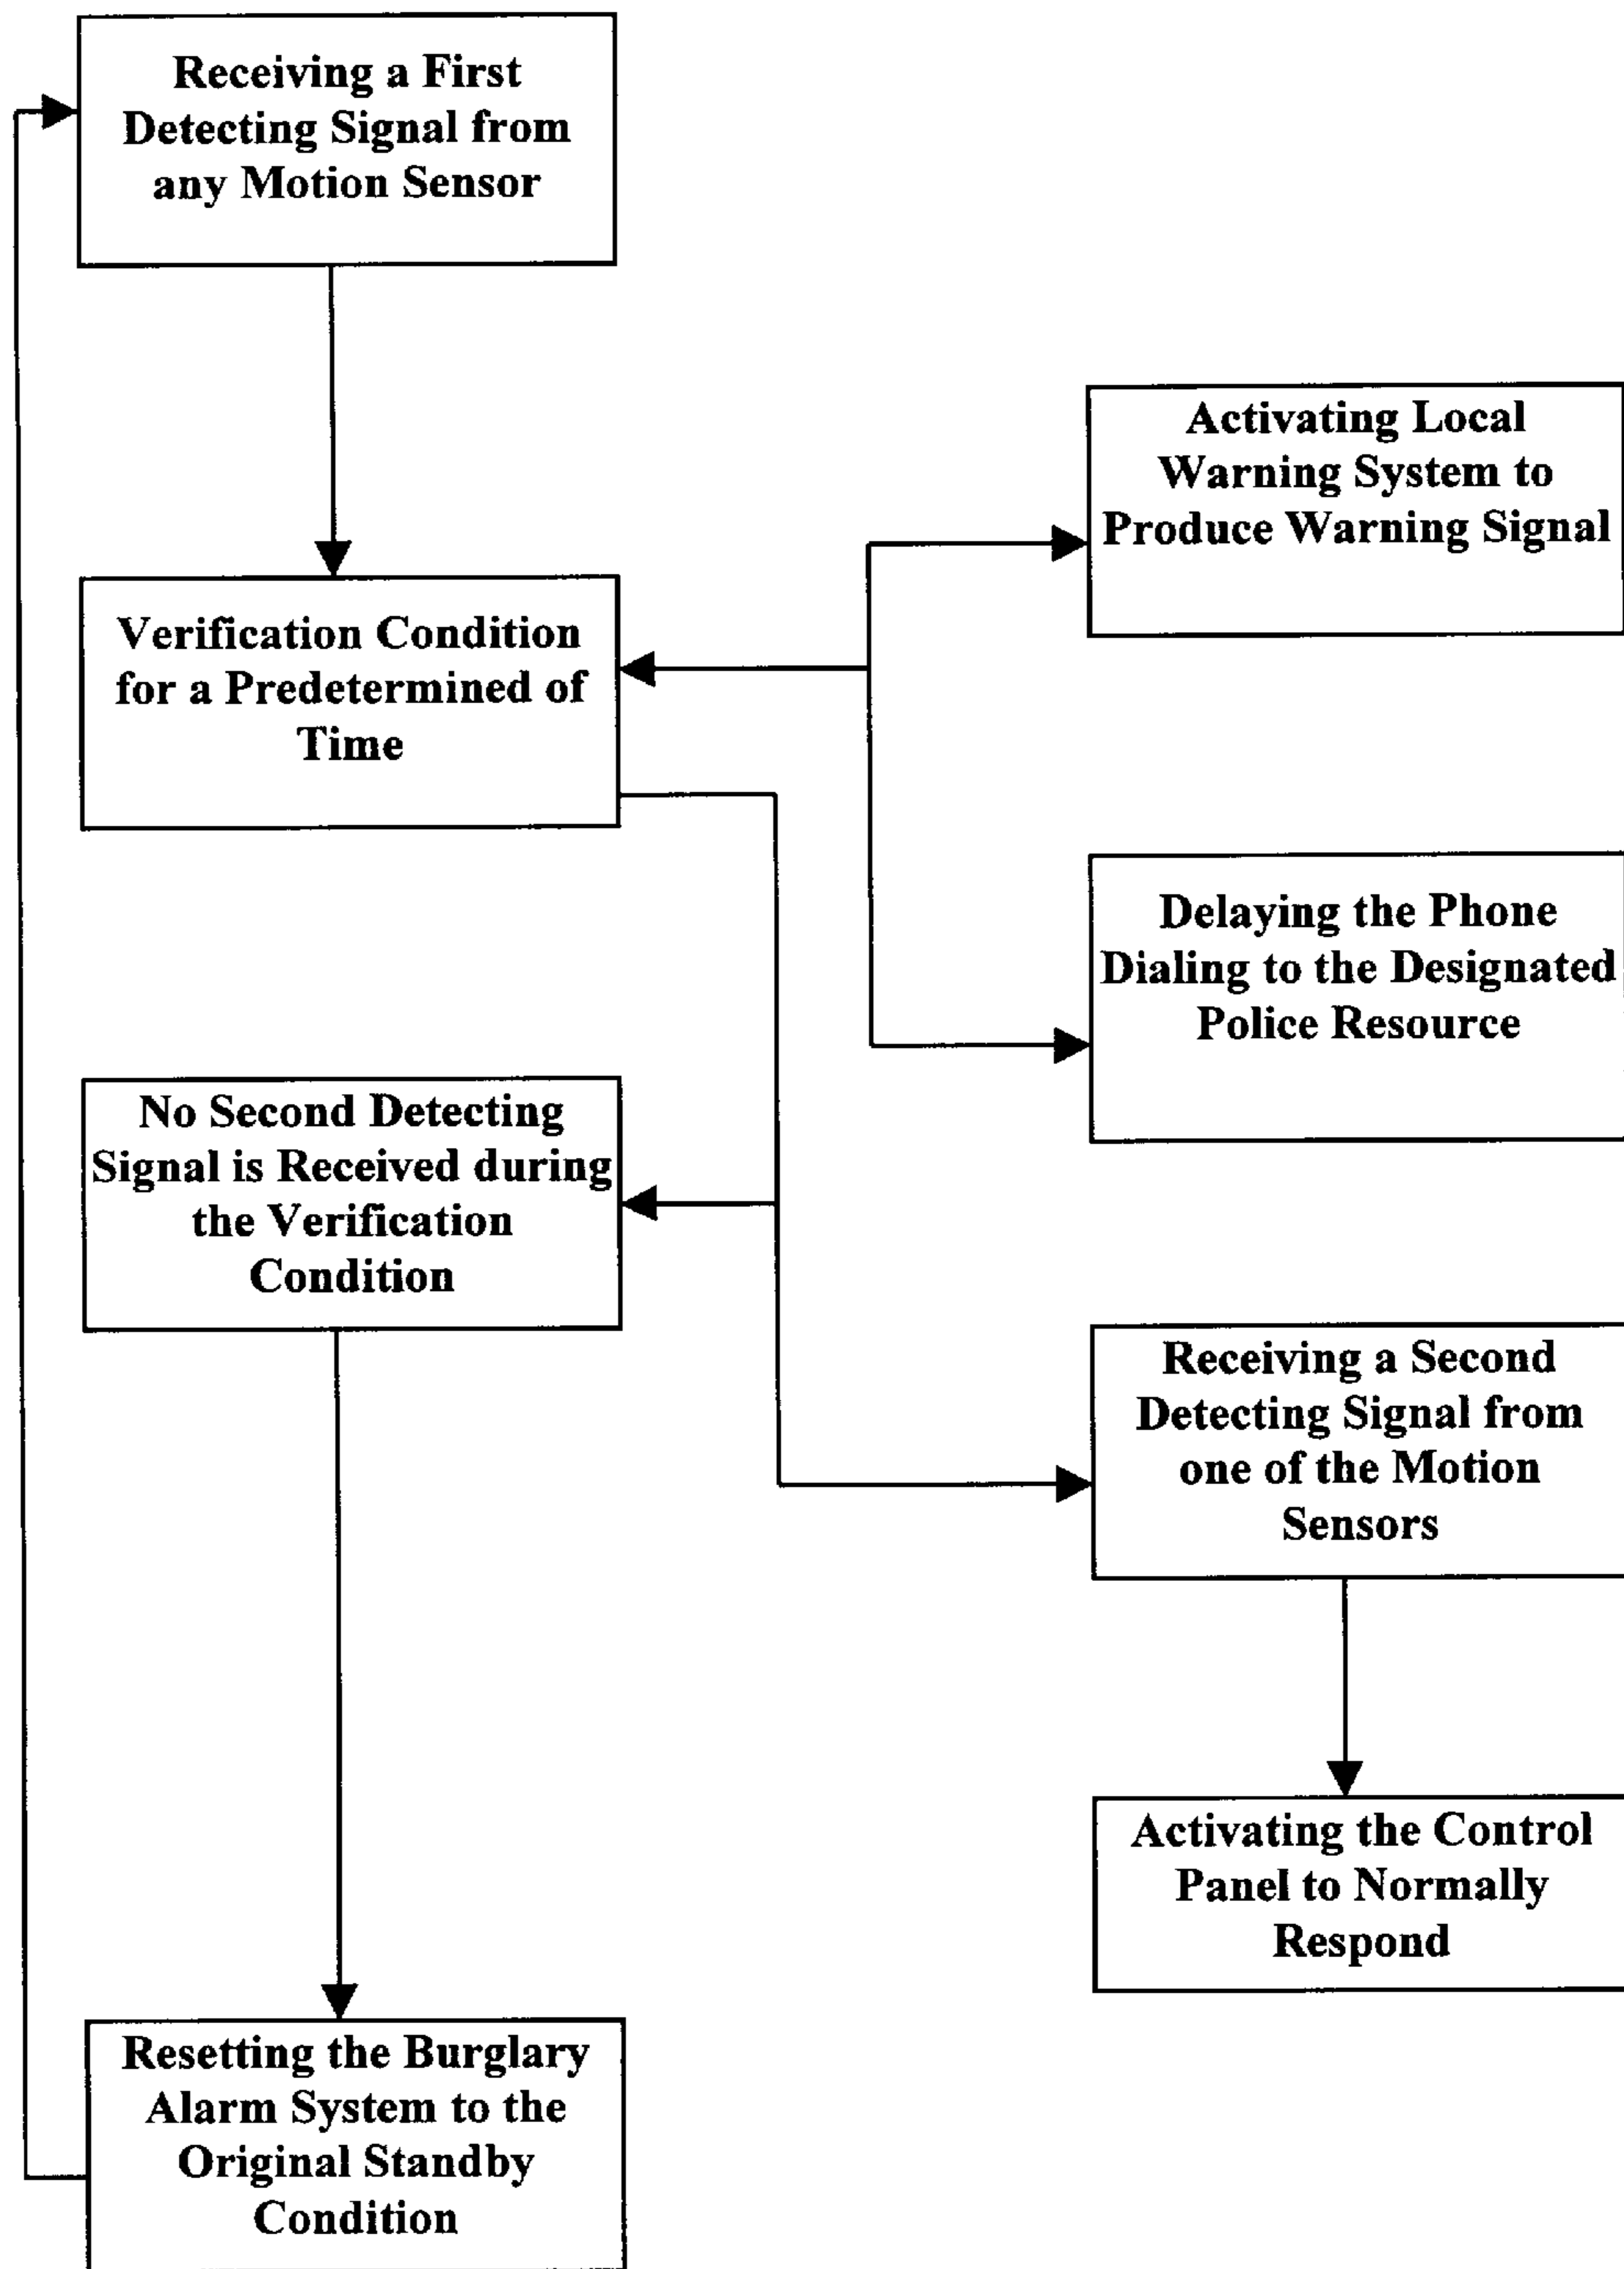 Receiving a First
Detecting Signal from
any Motion Sensor
Activating Local
Warning System to
Produce Warning Signal
Verification Condition
for a Predetermined of
Time
Delaying the Phone
Dialing to the Designated
Police Resource
No Second Detecting
Signal is Received during
the Verification
Condition
Receiving a Second
Detecting Signal from
one of the Motion
Sensors
Activating the Control
Panel to Normally
Respond
Resetting the Burglary
Alarm System to the
Original Standby
Condition